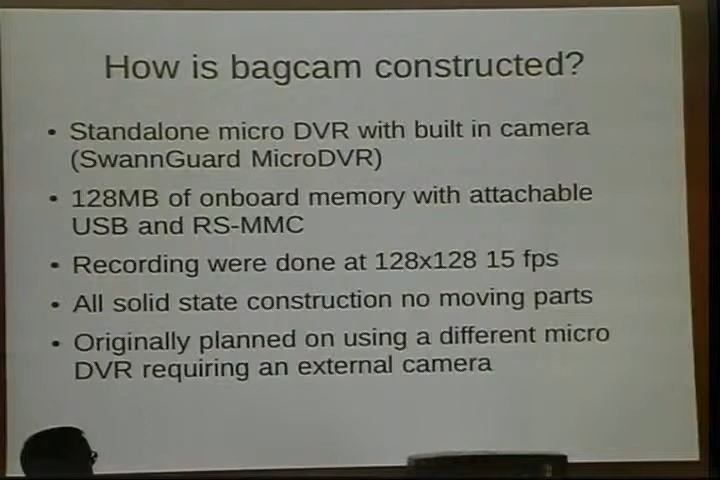 How is bagcam constructed?
• Standalone micro DVR with built in camera
(SwannGuard MicroDVR)
• 128MB of onboard memory with attachable
USB and RS-MMC
• Recording were done at 128x128 15 fps
• All solid state construction no moving parts
• Originally planned on using a different micro
DVR requiring an external camera